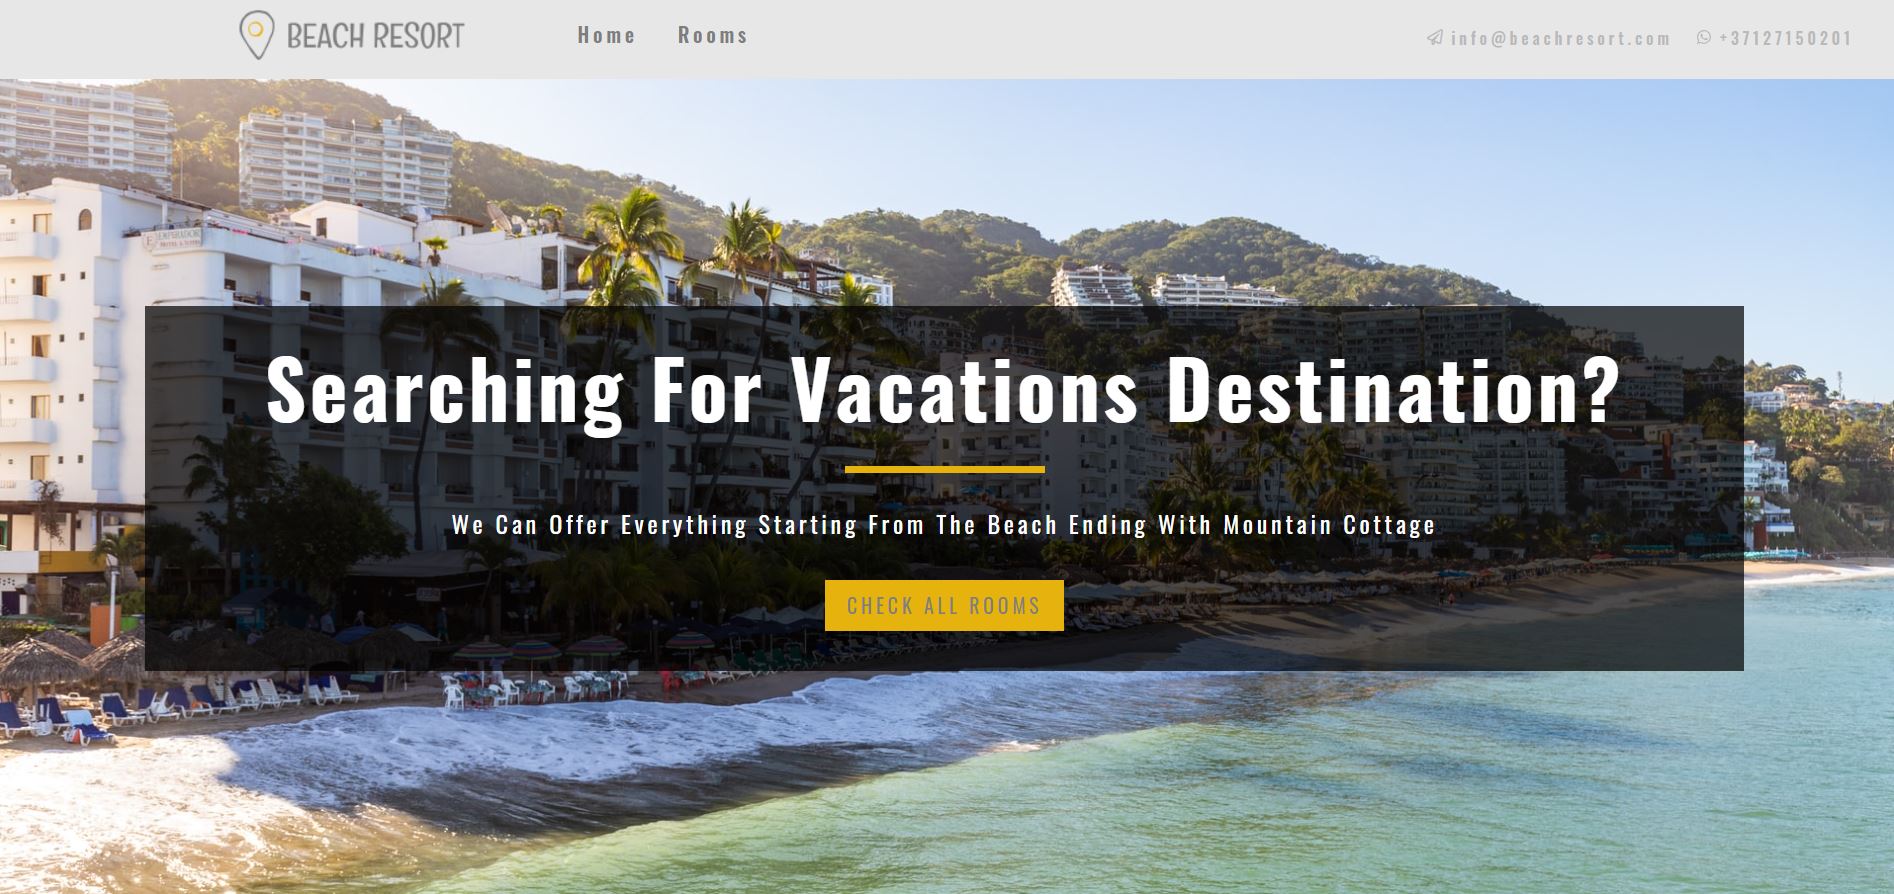 BEACH RESORT
Home Rooms
info@beachresort.com +37127150201
EMPERADOR
Searching For Vacations Destination?
We Can Offer Everything Starting From The Beach Ending With Mountain Cottage
CHECK ALL ROOMS